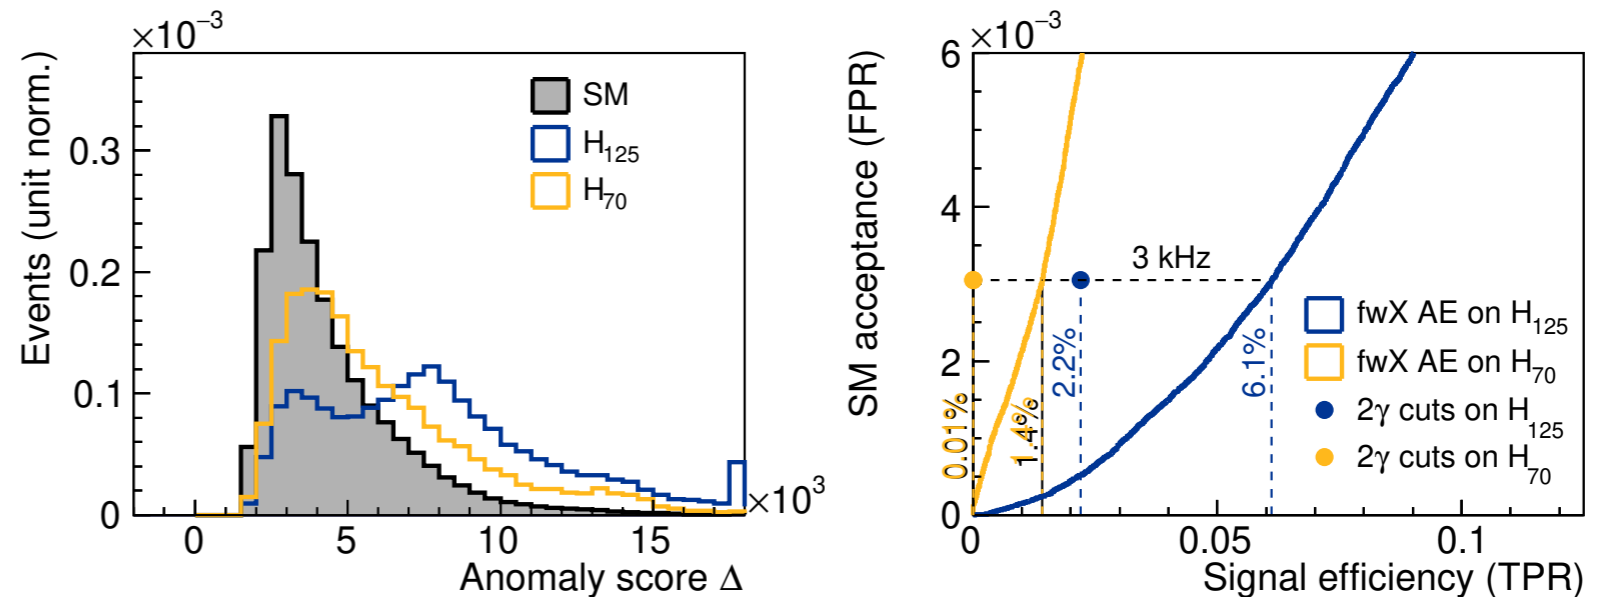 ×10⁻³
Events (unit norm.)
0.3
0.2
0.1
0
SM
H₁₂₅
H₇₀
0 5 10 15
×10³
Anomaly score Δ
×10⁻³
SM acceptance (FPR)
6
4
2
0
3 kHz
0.01%
1.4%
2.2%
6.1%
fwX AE on H₁₂₅
fwX AE on H₇₀
2γ cuts on H₁₂₅
2γ cuts on H₇₀
0 0.05 0.1
Signal efficiency (TPR)